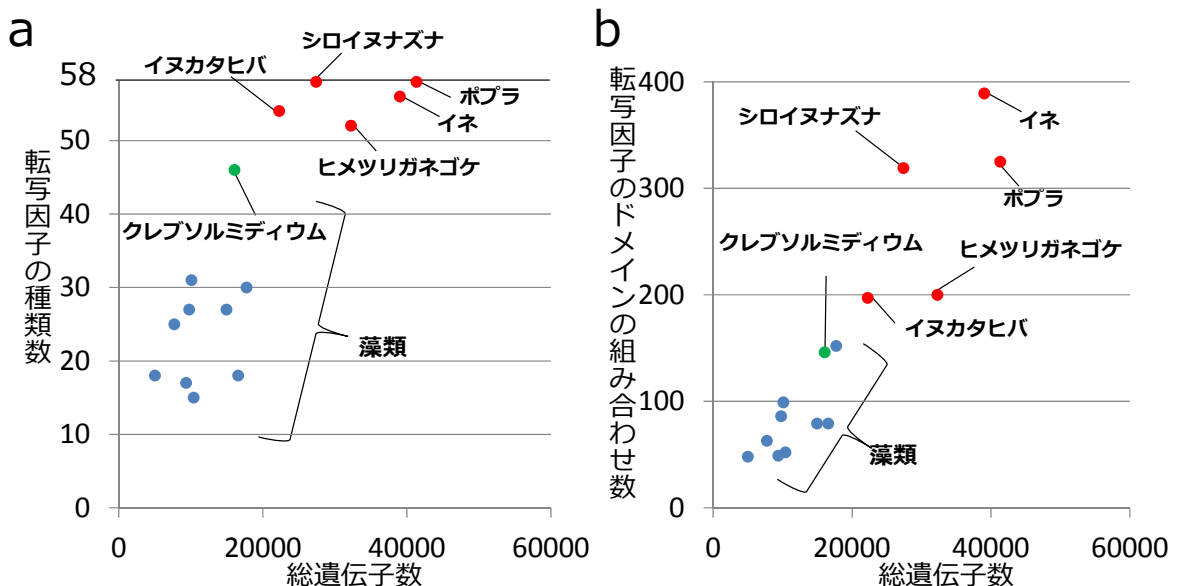 a
シロイヌナズナ
イヌカタヒバ
58
ポプラ
イネ
50
ヒメツリガネゴケ
転写因子の種類数
40
クレブソルミディウム
30
藻類
20
10
0
0
20000
40000
60000
総遺伝子数
b
400
イネ
シロイヌナズナ
300
ポプラ
クレブソルミディウム
ヒメツリガネゴケ
転写因子のドメインの組み合わせ数
200
イヌカタヒバ
100
藻類
0
0
20000
40000
60000
総遺伝子数